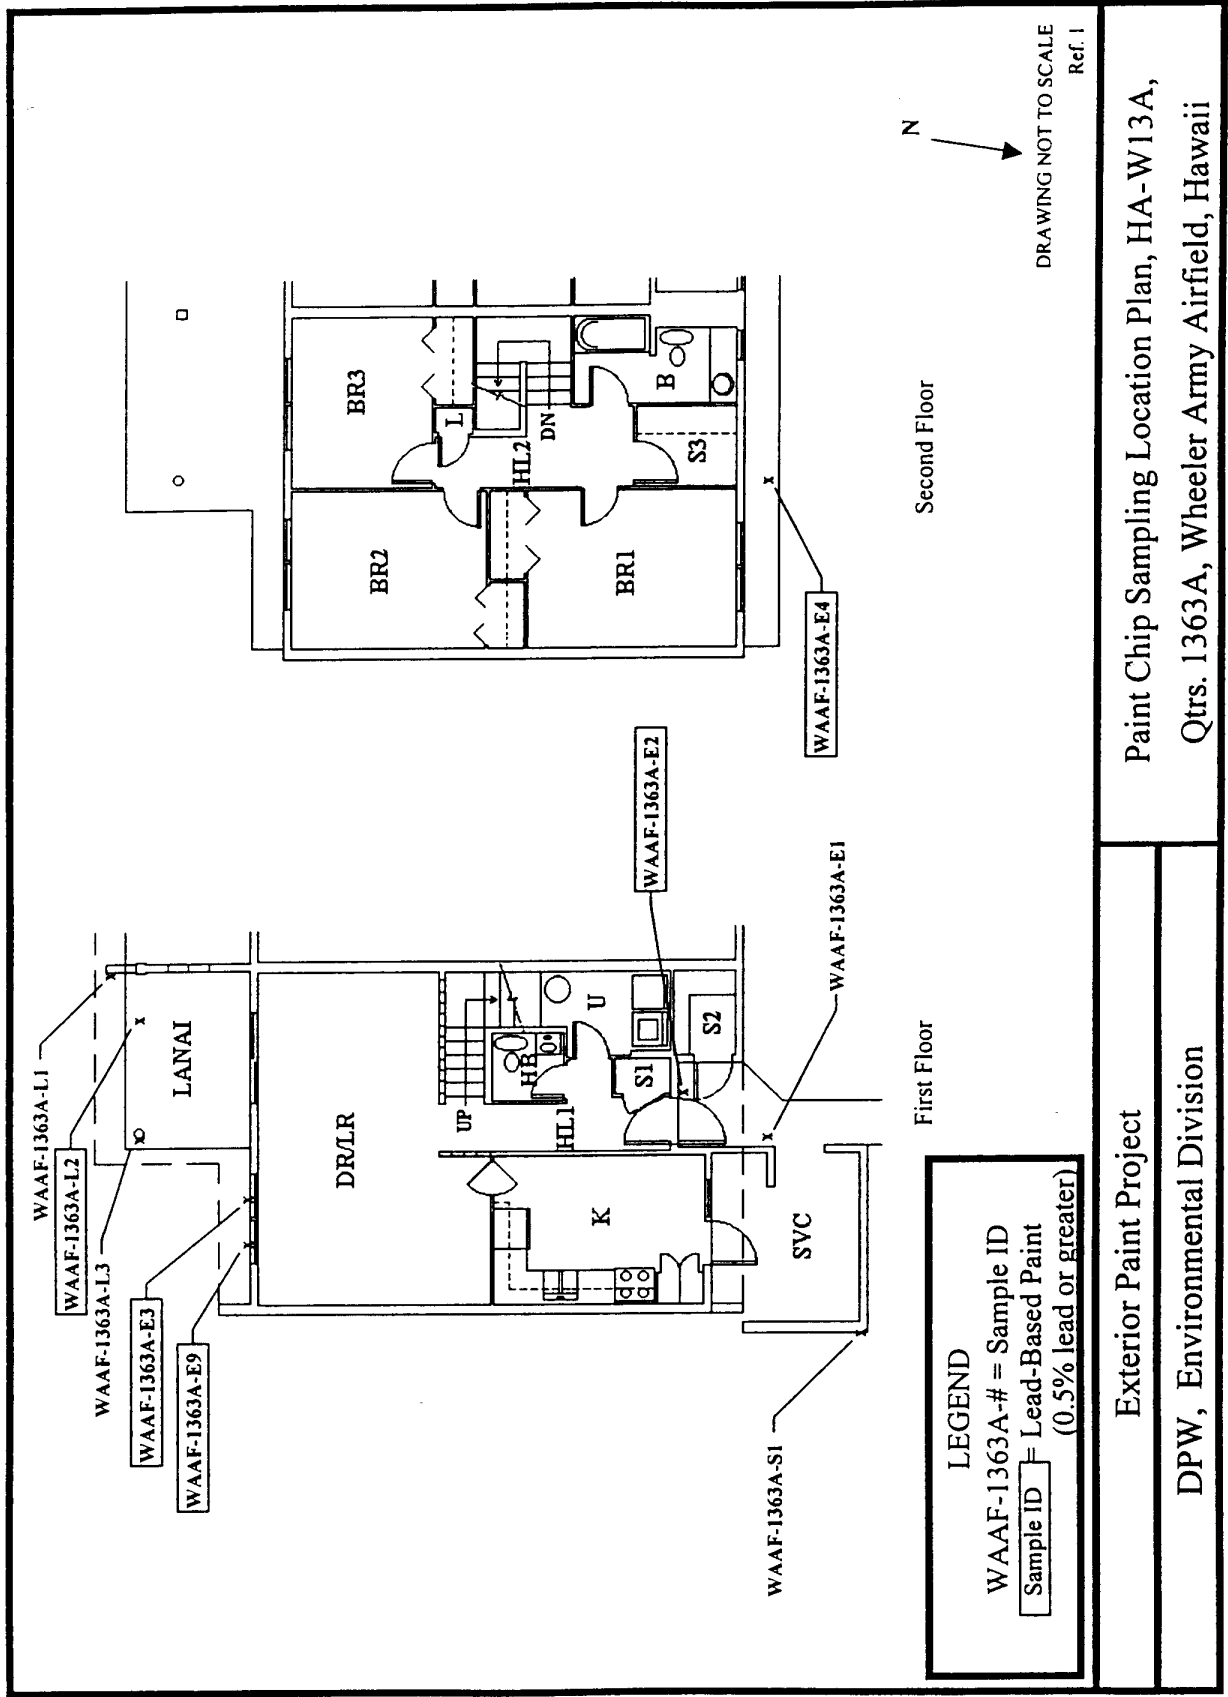 WAAF-1363A-L1
WAAF-1363A-L2
WAAF-1363A-L3
WAAF-1363A-E3
WAAF-1363A-E9
LANAI
DR/LR
UP
HB
U
HL1
S1
S2
K
SVC
WAAF-1363A-E2
WAAF-1363A-E1
WAAF-1363A-S1
First Floor
BR3
BR2
L
HL2
DN
B
S3
BR1
WAAF-1363A-E4
Second Floor
N
DRAWING NOT TO SCALE
Ref. 1
LEGEND
WAAF-1363A-# = Sample ID
Sample ID = Lead-Based Paint
(0.5% lead or greater)
Exterior Paint Project
DPW, Environmental Division
Paint Chip Sampling Location Plan, HA-W13A,
Qtrs. 1363A, Wheeler Army Airfield, Hawaii